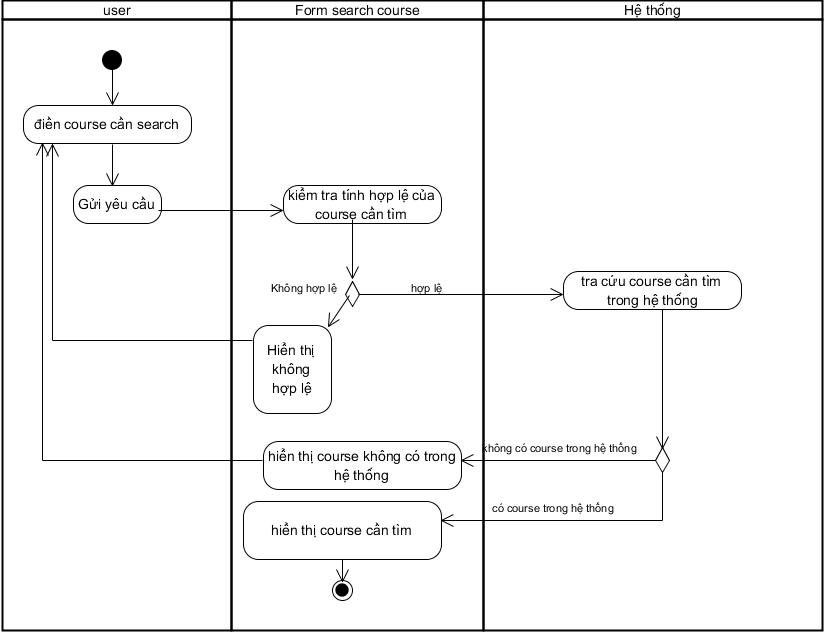 user
Form search course
Hệ thống
điền course cần search
Gửi yêu cầu
kiểm tra tính hợp lệ của
course cần tìm
Không hợp lệ
hợp lệ
tra cứu course cần tìm
trong hệ thống
Hiển thị
không
hợp lệ
không có course trong hệ thống
hiển thị course không có trong
hệ thống
có course trong hệ thống
hiển thị course cần tìm